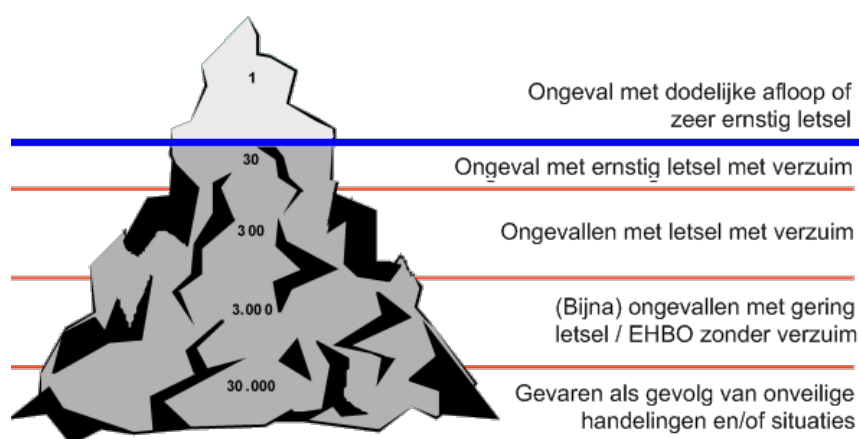 1
Ongeval met dodelijke afloop of
zeer ernstig letsel
30
Ongeval met ernstig letsel met verzuim
300
Ongevallen met letsel met verzuim
3.000
(Bijna) ongevallen met gering
letsel / EHBO zonder verzuim
30.000
Gevaren als gevolg van onveilige
handelingen en/of situaties